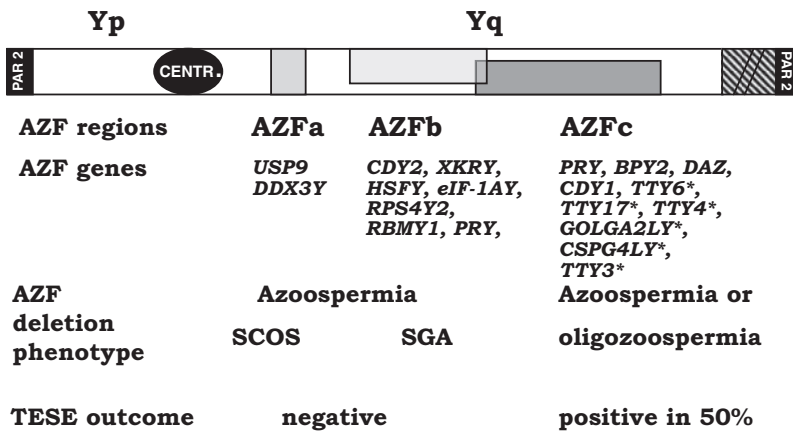 Yp Yq
PAR 2 CENTR. PAR 2
AZF regions AZFa AZFb AZFc
AZF genes USP9 CDY2, XKRY, PRY, BPY2, DAZ,
DDX3Y HSFY, eIF-1AY, CDY1, TTY6*,
RPS4Y2, TTY17*, TTY4*,
RBMY1, PRY, GOLGA2LY*,
CSPG4LY*,
TTY3*
AZF Azoospermia Azoospermia or
deletion SCOS SGA oligozoospermia
phenotype
TESE outcome negative positive in 50%